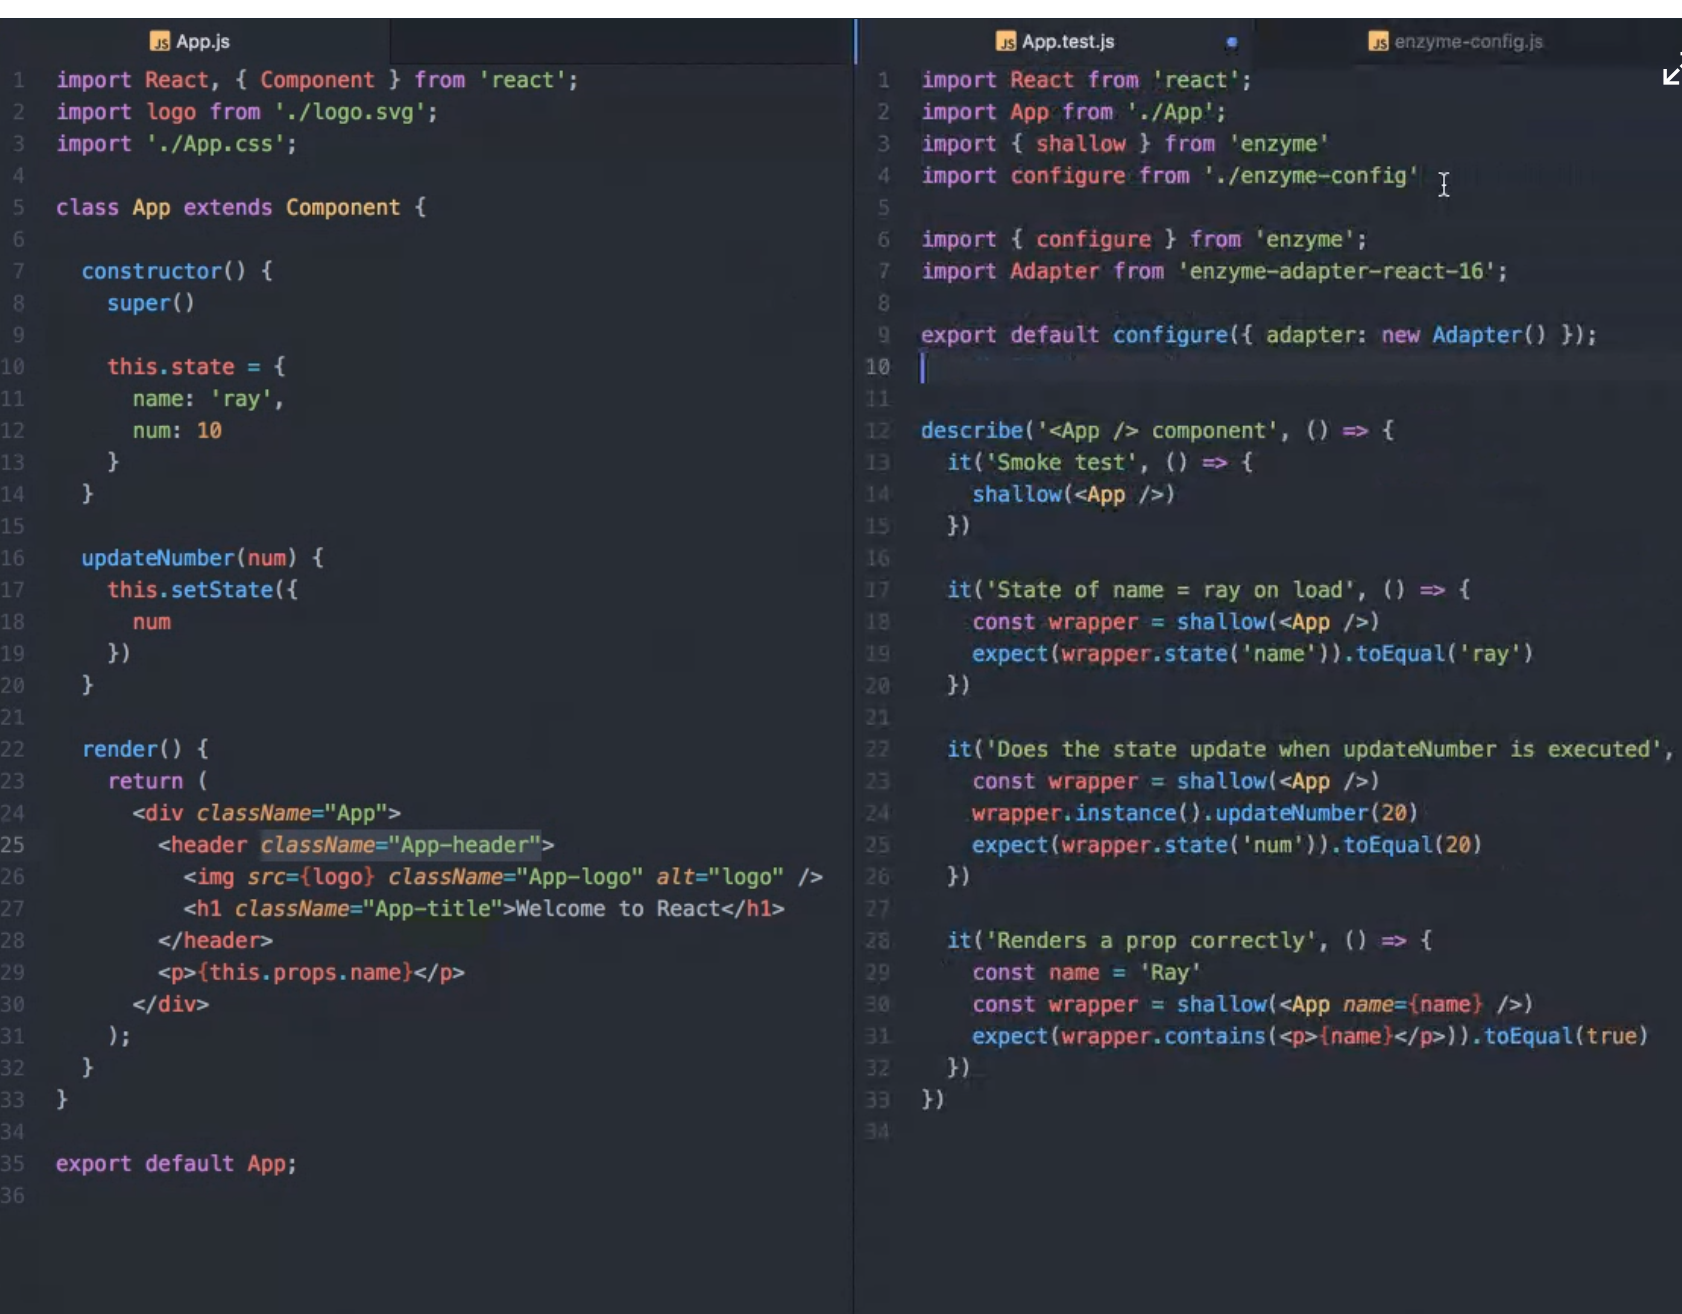 App.js
1 import React, { Component } from 'react';
2 import logo from './logo.svg';
3 import './App.css';
4
5 class App extends Component {
6
7 constructor() {
8 super()
9
10 this.state = {
11 name: 'ray',
12 num: 10
13 }
14 }
15
16 updateNumber(num) {
17 this.setState({
18 num
19 })
20 }
21
22 render() {
23 return (
24 <div className="App">
25 <header className="App-header">
26 <img src={logo} className="App-logo" alt="logo" />
27 <h1 className="App-title">Welcome to React</h1>
28 </header>
29 <p>{this.props.name}</p>
30 </div>
31 );
32 }
33 }
34
35 export default App;
36
App.test.js
enzyme-config.js
1 import React from 'react';
2 import App from './App';
3 import { shallow } from 'enzyme'
4 import configure from './enzyme-config'
5
6 import { configure } from 'enzyme';
7 import Adapter from 'enzyme-adapter-react-16';
8
9 export default configure({ adapter: new Adapter() });
10
11
12 describe('<App /> component', () => {
13 it('Smoke test', () => {
14 shallow(<App />)
15 })
16
17 it('State of name = ray on load', () => {
18 const wrapper = shallow(<App />)
19 expect(wrapper.state('name')).toEqual('ray')
20 })
21
22 it('Does the state update when updateNumber is executed',
23 const wrapper = shallow(<App />)
24 wrapper.instance().updateNumber(20)
25 expect(wrapper.state('num')).toEqual(20)
26 })
27
28 it('Renders a prop correctly', () => {
29 const name = 'Ray'
30 const wrapper = shallow(<App name={name} />)
31 expect(wrapper.contains(<p>{name}</p>)).toEqual(true)
32 })
33 })
34